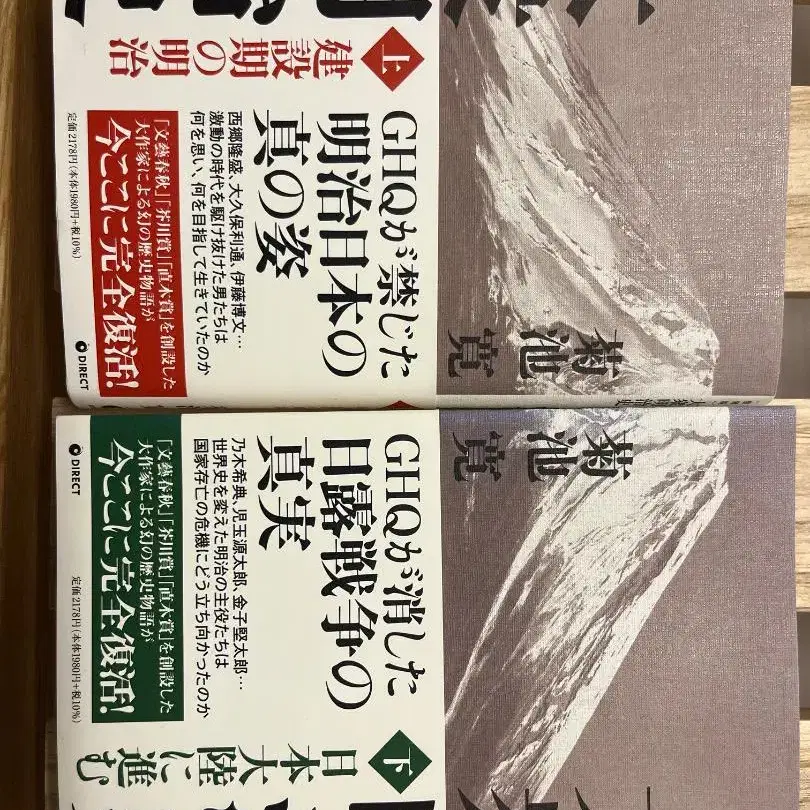 菊池 寛
上
建設期の明治
GHQが禁じた
明治日本の
真の姿
西郷隆盛、大久保利通、伊藤博文…
激動の時代を駆け抜けた男たちは
何を思い、何を目指して生きていたのか
「文藝春秋」「芥川賞」「直木賞」を創設した
大作家による幻の歴史物語が
今ここに完全復活!
定価2178円(本体1980円+税10%)
DIRECT
菊池 寛
下
日本大陸に進む
GHQが消した
日露戦争の
真実
乃木希典、児玉源太郎、金子堅太郎…
世界史を変えた明治の主役たちは
国家存亡の危機にどう立ち向かったのか
「文藝春秋」「芥川賞」「直木賞」を創設した
大作家による幻の歴史物語が
今ここに完全復活!
定価2178円(本体1980円+税10%)
DIRECT